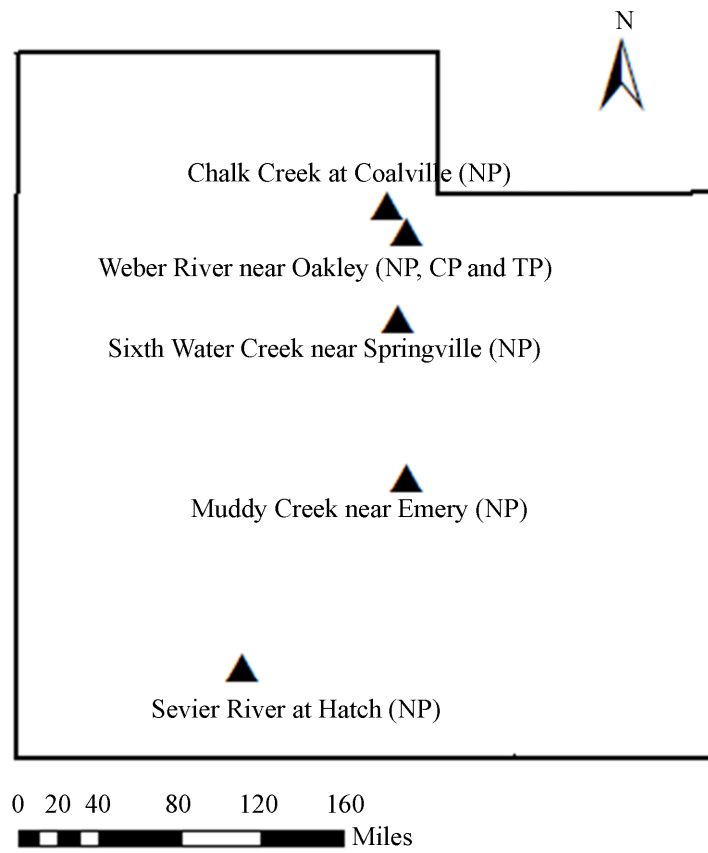 N
Chalk Creek at Coalville (NP)
Weber River near Oakley (NP, CP and TP)
Sixth Water Creek near Springville (NP)
Muddy Creek near Emery (NP)
Sevier River at Hatch (NP)
0 20 40 80 120 160
Miles